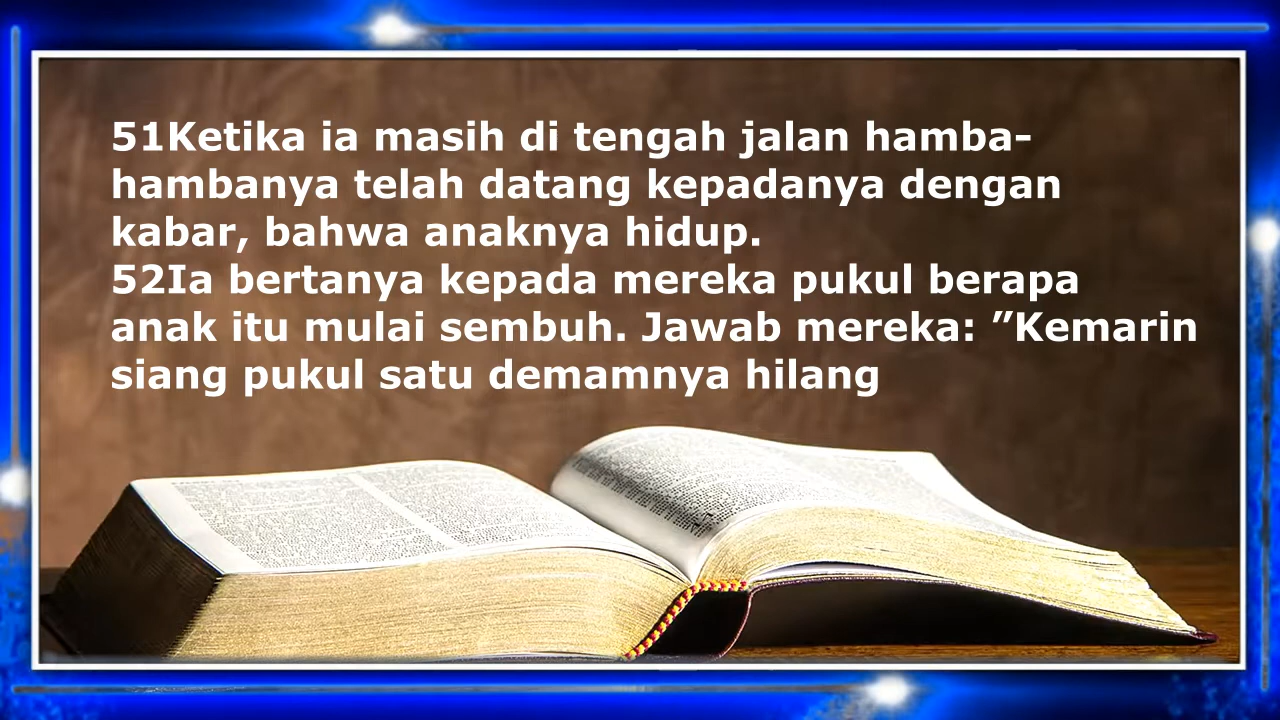 51Ketika ia masih di tengah jalan hamba-
hambanya telah datang kepadanya dengan
kabar, bahwa anaknya hidup.
52Ia bertanya kepada mereka pukul berapa
anak itu mulai sembuh. Jawab mereka: ”Kemarin
siang pukul satu demamnya hilang